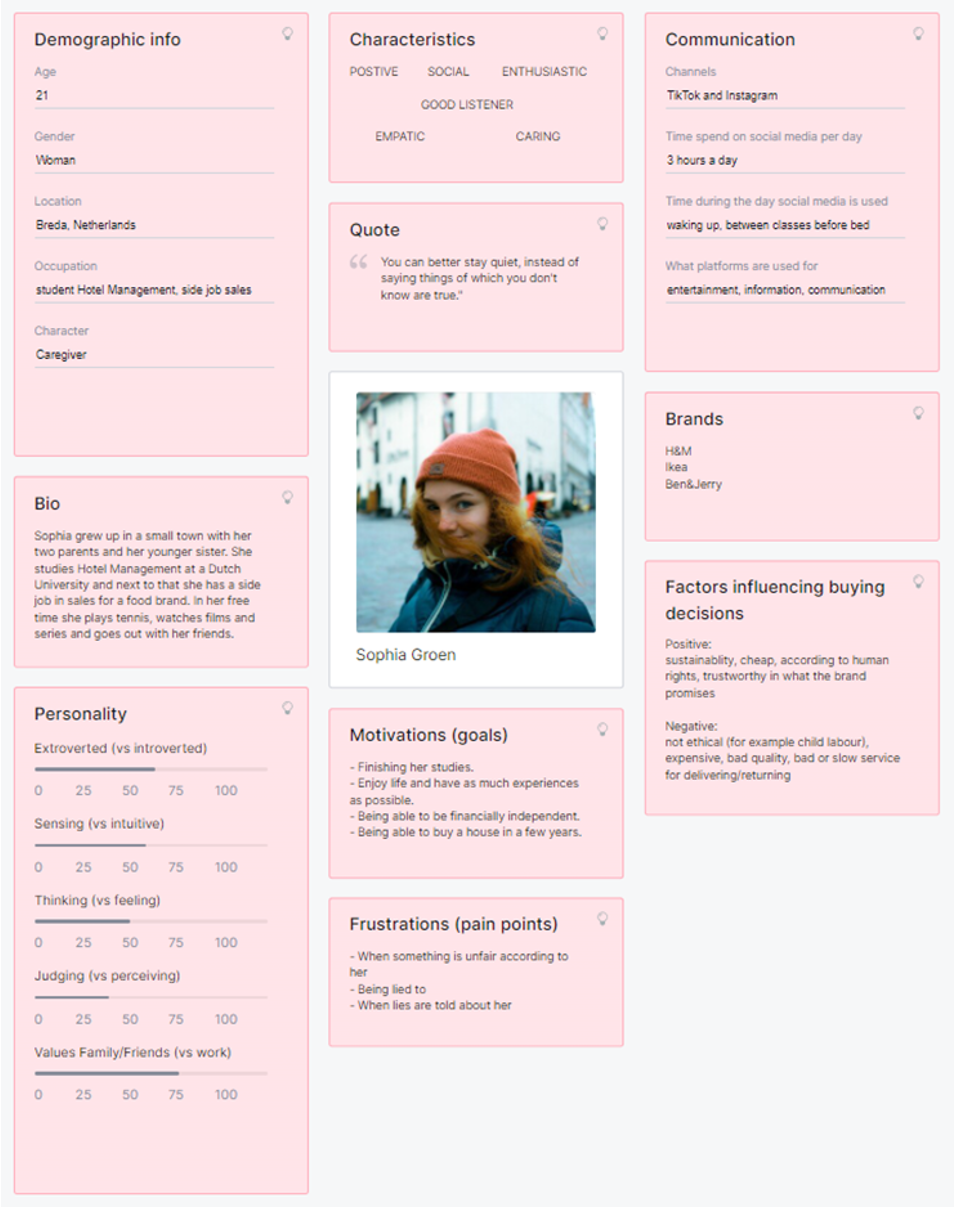 Demographic info
Age
21
Gender
Woman
Location
Breda, Netherlands
Occupation
student Hotel Management, side job sales
Character
Caregiver
Bio
Sophia grew up in a small town with her
two parents and her younger sister. She
studies Hotel Management at a Dutch
University and next to that she has a side
job in sales for a food brand. In her free
time she plays tennis, watches films and
series and goes out with her friends.
Personality
Extroverted (vs introverted)
0 25 50 75 100
Sensing (vs intuitive)
0 25 50 75 100
Thinking (vs feeling)
0 25 50 75 100
Judging (vs perceiving)
0 25 50 75 100
Values Family/Friends (vs work)
0 25 50 75 100
Characteristics
POSTIVE SOCIAL ENTHUSIASTIC
GOOD LISTENER
EMPATIC CARING
Quote
“ You can better stay quiet, instead of
saying things of which you don't
know are true."
Sophia Groen
Motivations (goals)
- Finishing her studies.
- Enjoy life and have as much experiences
as possible.
- Being able to be financially independent.
- Being able to buy a house in a few years.
Frustrations (pain points)
- When something is unfair according to
her
- Being lied to
- When lies are told about her
Communication
Channels
TikTok and Instagram
Time spend on social media per day
3 hours a day
Time during the day social media is used
waking up, between classes before bed
What platforms are used for
entertainment, information, communication
Brands
H&M
Ikea
Ben&Jerry
Factors influencing buying
decisions
Positive:
sustainablity, cheap, according to human
rights, trustworthy in what the brand
promises
Negative:
not ethical (for example child labour),
expensive, bad quality, bad or slow service
for delivering/returning